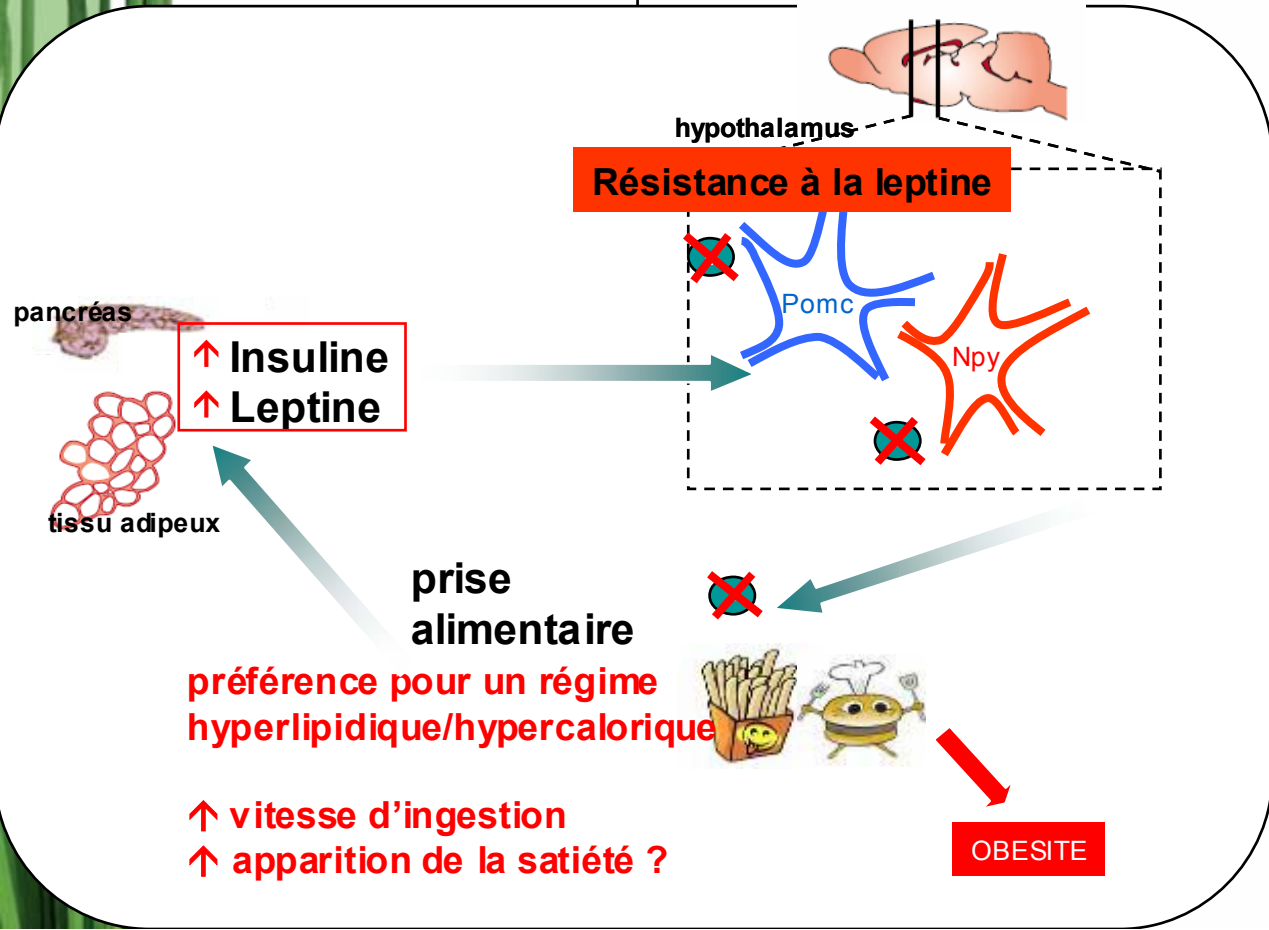 hypothalamus
Résistance à la leptine
Pomc
Npy
pancréas
↑ Insuline
↑ Leptine
tissu adipeux
prise
alimentaire
préférence pour un régime
hyperlipidique/hypercalorique
↑ vitesse d’ingestion
↑ apparition de la satiété ?
OBESITE